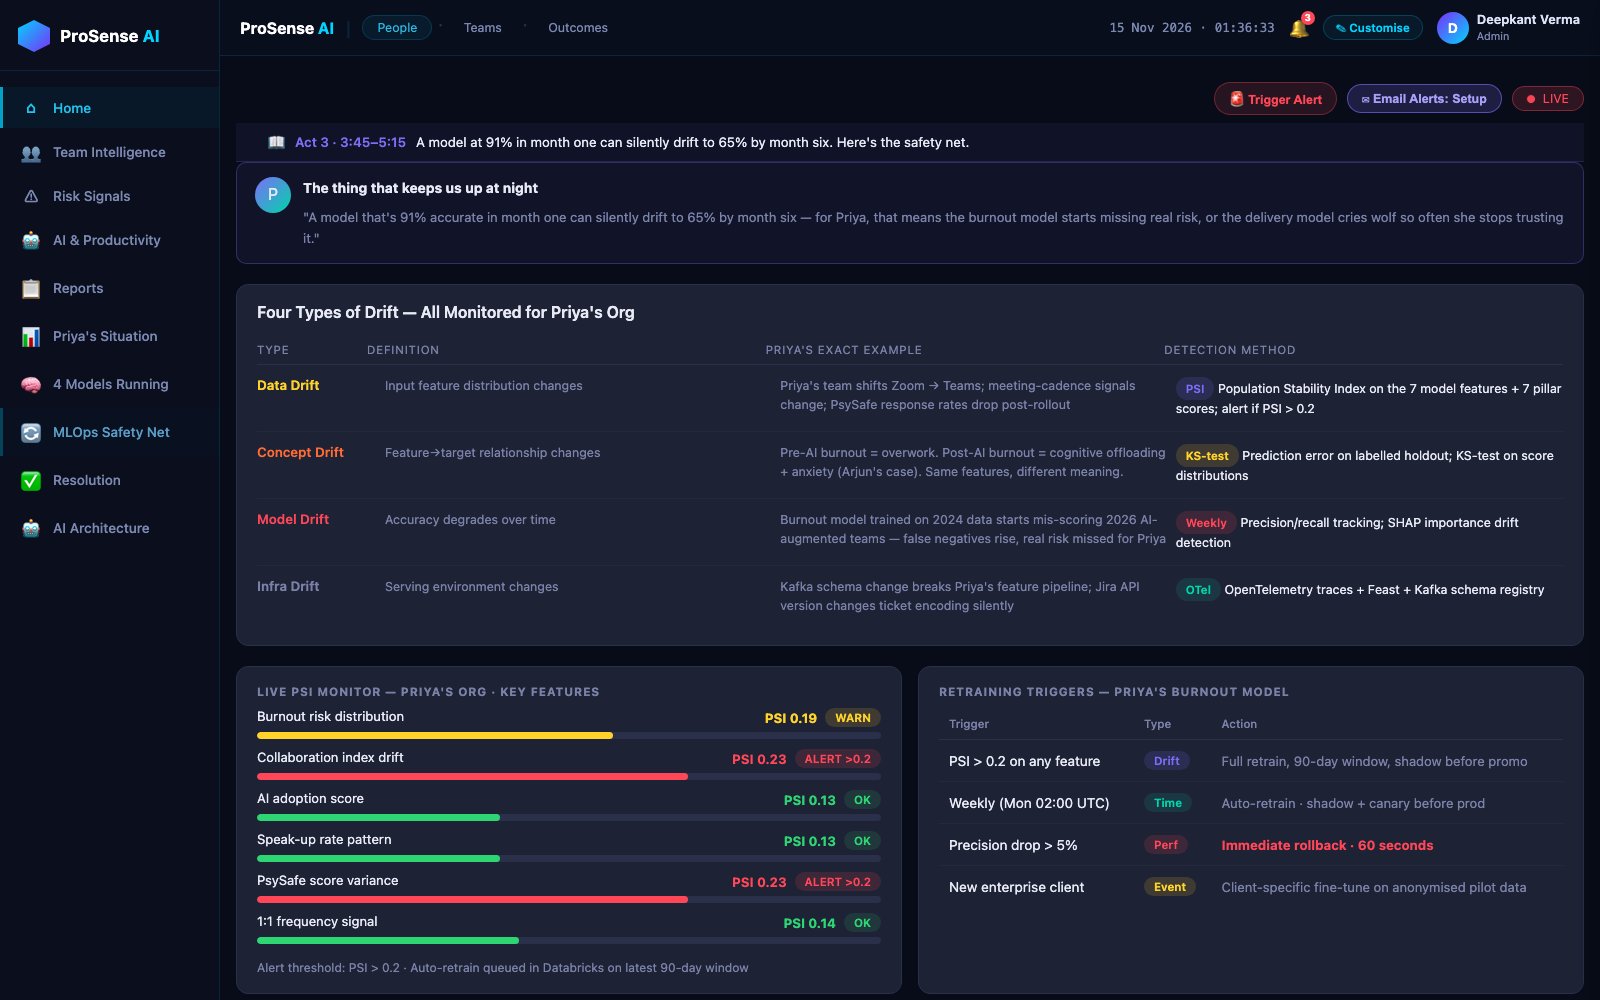 ProSense AI
Home
Team Intelligence
Risk Signals
AI & Productivity
Reports
Priya's Situation
4 Models Running
MLOps Safety Net
Resolution
AI Architecture
ProSense AI
People
Teams
Outcomes
15 Nov 2026 · 01:36:33
3
✎ Customise
D
Deepkant Verma
Admin
Trigger Alert
✉ Email Alerts: Setup
LIVE
Act 3 · 3:45–5:15 A model at 91% in month one can silently drift to 65% by month six. Here's the safety net.
P
The thing that keeps us up at night
"A model that's 91% accurate in month one can silently drift to 65% by month six — for Priya, that means the burnout model starts missing real risk, or the delivery model cries wolf so often she stops trusting
it."
Four Types of Drift — All Monitored for Priya's Org
TYPE DEFINITION PRIYA'S EXACT EXAMPLE DETECTION METHOD
Data Drift
Input feature distribution changes
Priya's team shifts Zoom → Teams; meeting-cadence signals
change; PsySafe response rates drop post-rollout
PSI Population Stability Index on the 7 model features + 7 pillar
scores; alert if PSI > 0.2
Concept Drift
Feature→target relationship changes
Pre-AI burnout = overwork. Post-AI burnout = cognitive offloading
+ anxiety (Arjun's case). Same features, different meaning.
KS-test Prediction error on labelled holdout; KS-test on score
distributions
Model Drift
Accuracy degrades over time
Burnout model trained on 2024 data starts mis-scoring 2026 AI-
augmented teams — false negatives rise, real risk missed for Priya
Weekly Precision/recall tracking; SHAP importance drift
detection
Infra Drift
Serving environment changes
Kafka schema change breaks Priya's feature pipeline; Jira API
version changes ticket encoding silently
OTel OpenTelemetry traces + Feast + Kafka schema registry
LIVE PSI MONITOR — PRIYA'S ORG · KEY FEATURES
Burnout risk distribution PSI 0.19 WARN
Collaboration index drift PSI 0.23 ALERT >0.2
AI adoption score PSI 0.13 OK
Speak-up rate pattern PSI 0.13 OK
PsySafe score variance PSI 0.23 ALERT >0.2
1:1 frequency signal PSI 0.14 OK
Alert threshold: PSI > 0.2 · Auto-retrain queued in Databricks on latest 90-day window
RETRAINING TRIGGERS — PRIYA'S BURNOUT MODEL
Trigger Type Action
PSI > 0.2 on any feature Drift Full retrain, 90-day window, shadow before promo
Weekly (Mon 02:00 UTC) Time Auto-retrain · shadow + canary before prod
Precision drop > 5% Perf Immediate rollback · 60 seconds
New enterprise client Event Client-specific fine-tune on anonymised pilot data